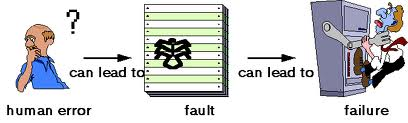 ?
can lead to
can lead to
human error
fault
failure